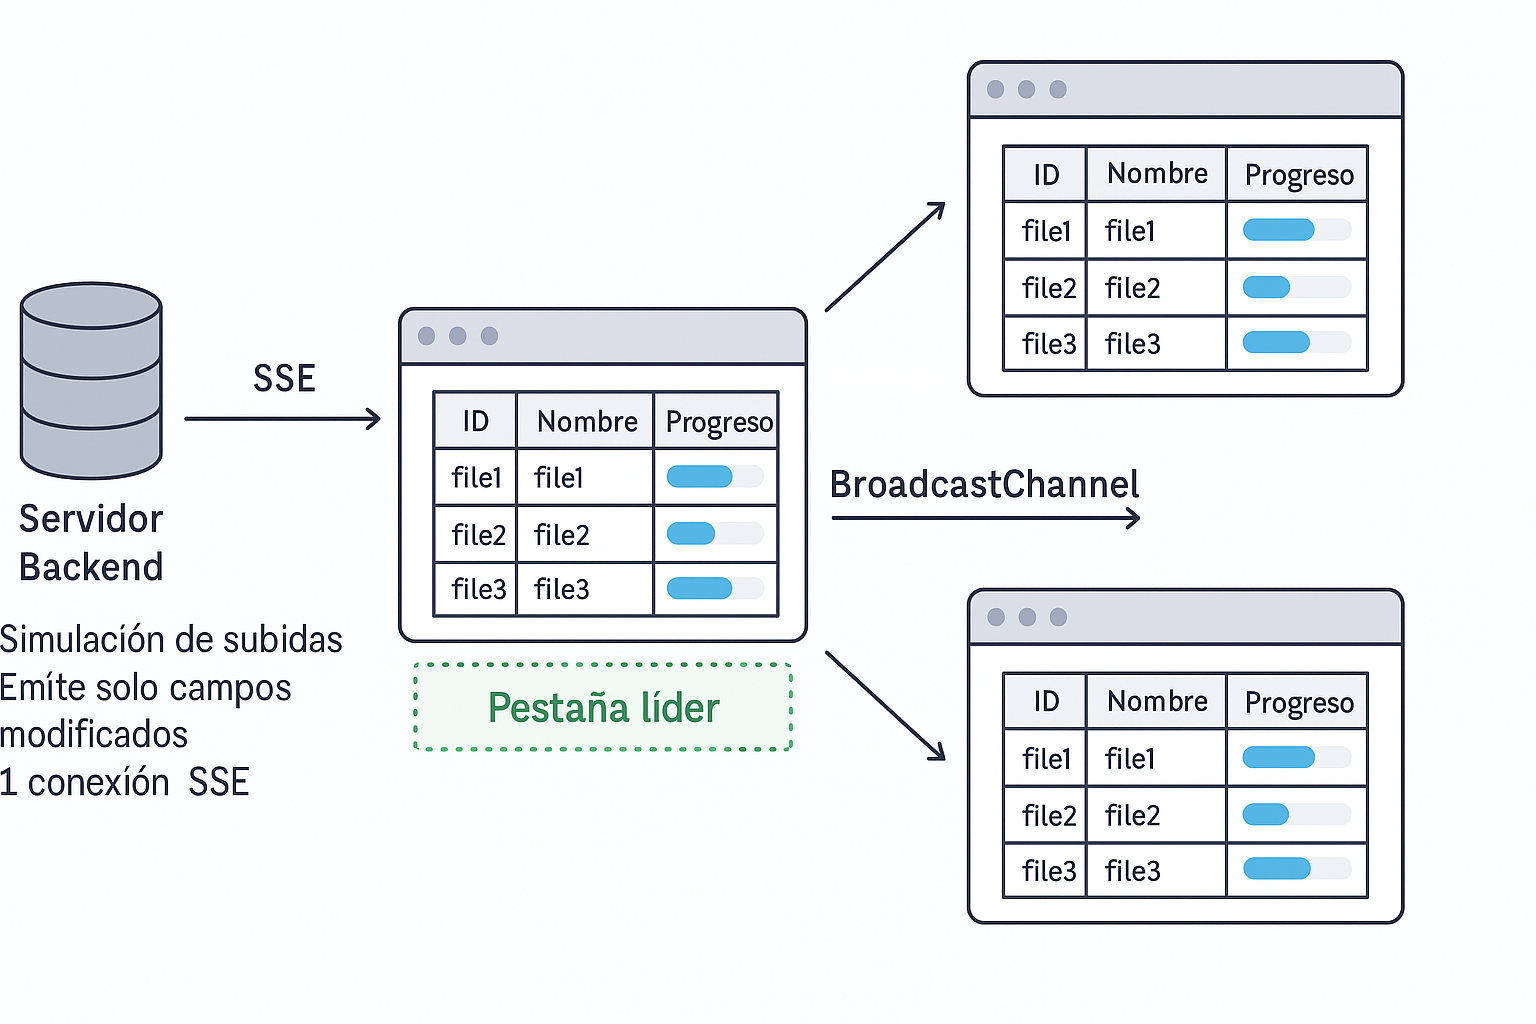 SSE
Servidor
Backend
Simulacíón de subidas
Emíte solo campos
modificados
1 conexíón SSE
ID Nombre Progreso
file1 file1
file2 file2
file3 file3
Pestaña líder
BroadcastChannel
ID Nombre Progreso
file1 file1
file2 file2
file3 file3
ID Nombre Progreso
file1 file1
file2 file2
file3 file3